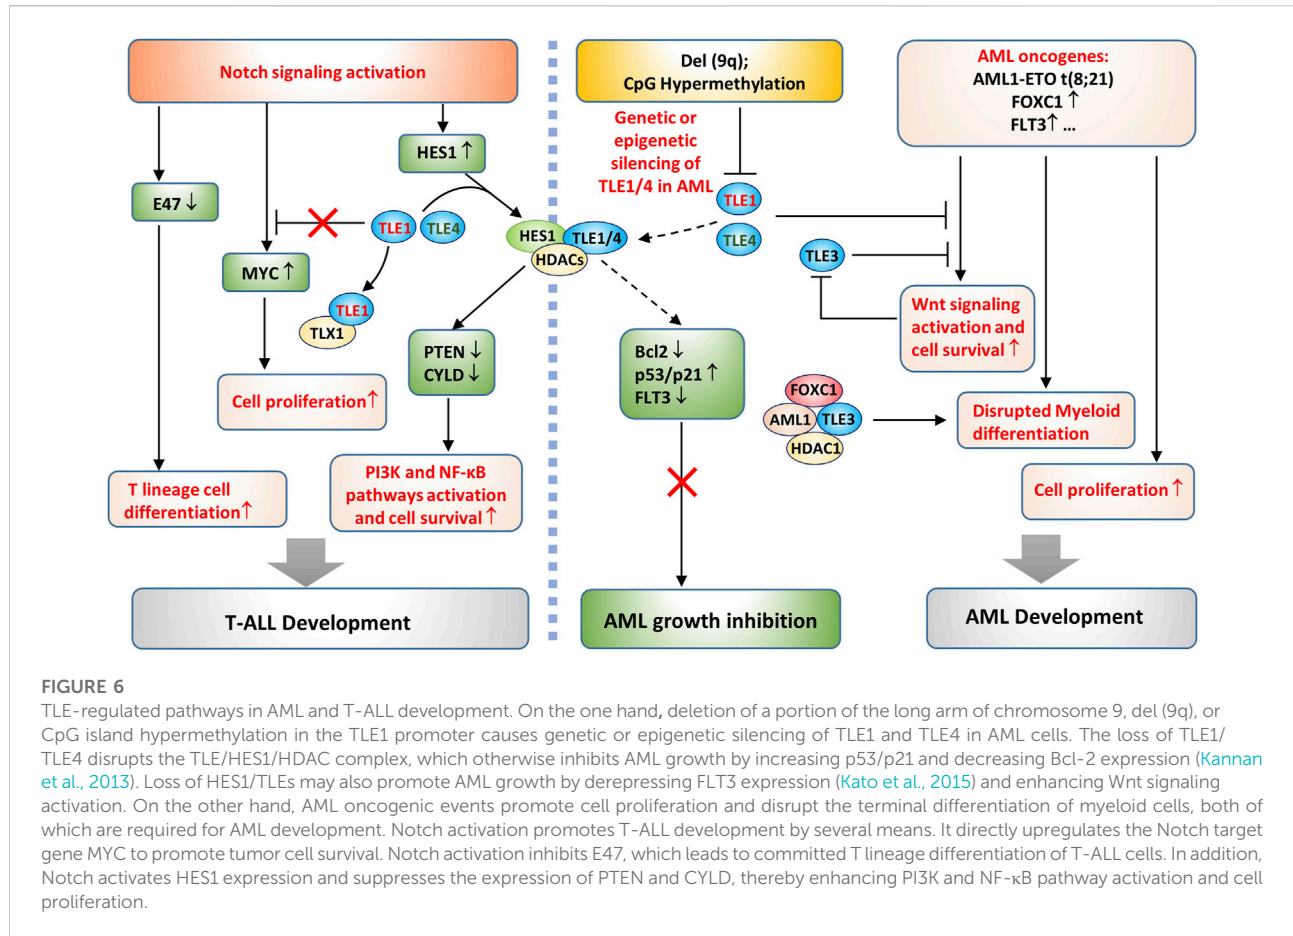 Notch signaling activation
HES1 ↑
E47 ↓
TLE1
TLE4
MYC ↑
TLE1
TLX1
HES1
TLE1/4
HDACs
PTEN ↓
CYLD ↓
Cell proliferation ↑
T lineage cell
differentiation ↑
PI3K and NF-κB
pathways activation
and cell survival ↑
T-ALL Development
Del (9q);
CpG Hypermethylation
Genetic or
epigenetic
silencing of
TLE1/4 in AML
TLE1
TLE4
Bcl2 ↓
p53/p21 ↑
FLT3 ↓
AML growth inhibition
AML oncogenes:
AML1-ETO t(8;21)
FOXC1 ↑
FLT3 ↑ ...
TLE3
Wnt signaling
activation and
cell survival ↑
FOXC1
AML1
TLE3
HDAC1
Disrupted Myeloid
differentiation
Cell proliferation ↑
AML Development
FIGURE 6
TLE-regulated pathways in AML and T-ALL development. On the one hand, deletion of a portion of the long arm of chromosome 9, del (9q), or
CpG island hypermethylation in the TLE1 promoter causes genetic or epigenetic silencing of TLE1 and TLE4 in AML cells. The loss of TLE1/
TLE4 disrupts the TLE/HES1/HDAC complex, which otherwise inhibits AML growth by increasing p53/p21 and decreasing Bcl-2 expression (Kannan
et al., 2013). Loss of HES1/TLEs may also promote AML growth by derepressing FLT3 expression (Kato et al., 2015) and enhancing Wnt signaling
activation. On the other hand, AML oncogenic events promote cell proliferation and disrupt the terminal differentiation of myeloid cells, both of
which are required for AML development. Notch activation promotes T-ALL development by several means. It directly upregulates the Notch target
gene MYC to promote tumor cell survival. Notch activation inhibits E47, which leads to committed T lineage differentiation of T-ALL cells. In addition,
Notch activates HES1 expression and suppresses the expression of PTEN and CYLD, thereby enhancing PI3K and NF-κB pathway activation and cell
proliferation.